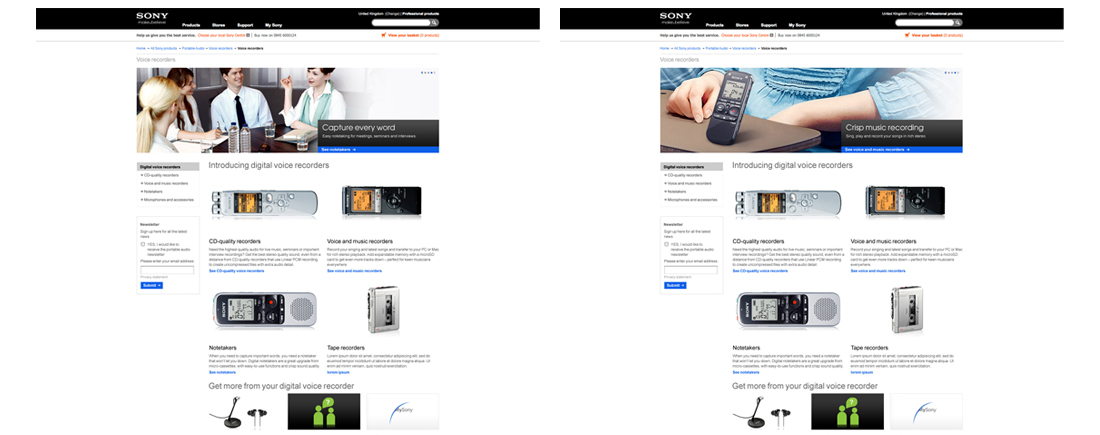 SONY
make.believe
United Kingdom [Change] Professional products
Products Stores Support My Sony
Help us give you the best service. Choose your local Sony Centre Buy now on 0845 6000124
View your basket (0 products)
Home All Sony products Portable audio Voice recorders Voice recorders
Voice recorders
Capture every word
Easy notetaking for meetings, seminars and interviews
See notetakers
Digital voice recorders
CD-quality recorders
Voice and music recorders
Notetakers
Microphones and accessories
Newsletter
Sign up here for all the latest
news
YES, I would like to
receive the portable audio
newsletter
Please enter your email address
Privacy statement
Submit
Introducing digital voice recorders
CD-quality recorders
Need the highest quality audio for live music, seminars or important
interview recordings? Get the best stereo sound quality, even from a
distance from CD quality recorders that use linear PCM recording
to create uncompressed files with extra audio detail
See CD-quality voice recorders
Voice and music recorders
Record your singing and latest songs and transfer to your PC or Mac
for rich stereo playback. Add expandable memory with a microSD
card to get even more tracks on board – perfect for keen musicians
everywhere
See voice and music recorders
Notetakers
When you need to capture important words, you need a notetaker
that won't let you down. Digital notetakers are a great upgrade from
micro-cassettes, with easy to use functions and crisp sound quality.
See notetakers
Tape recorders
Lorem ipsum dolor sit amet, consectetur adipisicing elit, sed do
eiusmod tempor incididunt ut labore et dolore magna aliqua. Ut
enim ad minim veniam, quis nostrud exercitation ullamco laboris
lorem ipsum
Get more from your digital voice recorder
mySony
SONY
make.believe
United Kingdom [Change] Professional products
Products Stores Support My Sony
Help us give you the best service. Choose your local Sony Centre Buy now on 0845 6000124
View your basket (0 products)
Home All Sony products Portable audio Voice recorders Voice recorders
Voice recorders
Crisp music recording
Sing, play and record your songs in rich stereo
See voice and music recorders
Digital voice recorders
CD-quality recorders
Voice and music recorders
Notetakers
Microphones and accessories
Newsletter
Sign up here for all the latest
news
YES, I would like to
receive the portable audio
newsletter
Please enter your email address
Privacy statement
Submit
Introducing digital voice recorders
CD-quality recorders
Need the highest quality audio for live music, seminars or important
interview recordings? Get the best stereo sound quality, even from a
distance from CD quality recorders that use linear PCM recording
to create uncompressed files with extra audio detail
See CD-quality voice recorders
Voice and music recorders
Record your singing and latest songs and transfer to your PC or Mac
for rich stereo playback. Add expandable memory with a microSD
card to get even more tracks on board – perfect for keen musicians
everywhere
See voice and music recorders
Notetakers
When you need to capture important words, you need a notetaker
that won't let you down. Digital notetakers are a great upgrade from
micro-cassettes, with easy to use functions and crisp sound quality.
See notetakers
Tape recorders
Lorem ipsum dolor sit amet, consectetur adipisicing elit, sed do
eiusmod tempor incididunt ut labore et dolore magna aliqua. Ut
enim ad minim veniam, quis nostrud exercitation ullamco laboris
lorem ipsum
Get more from your digital voice recorder
mySony